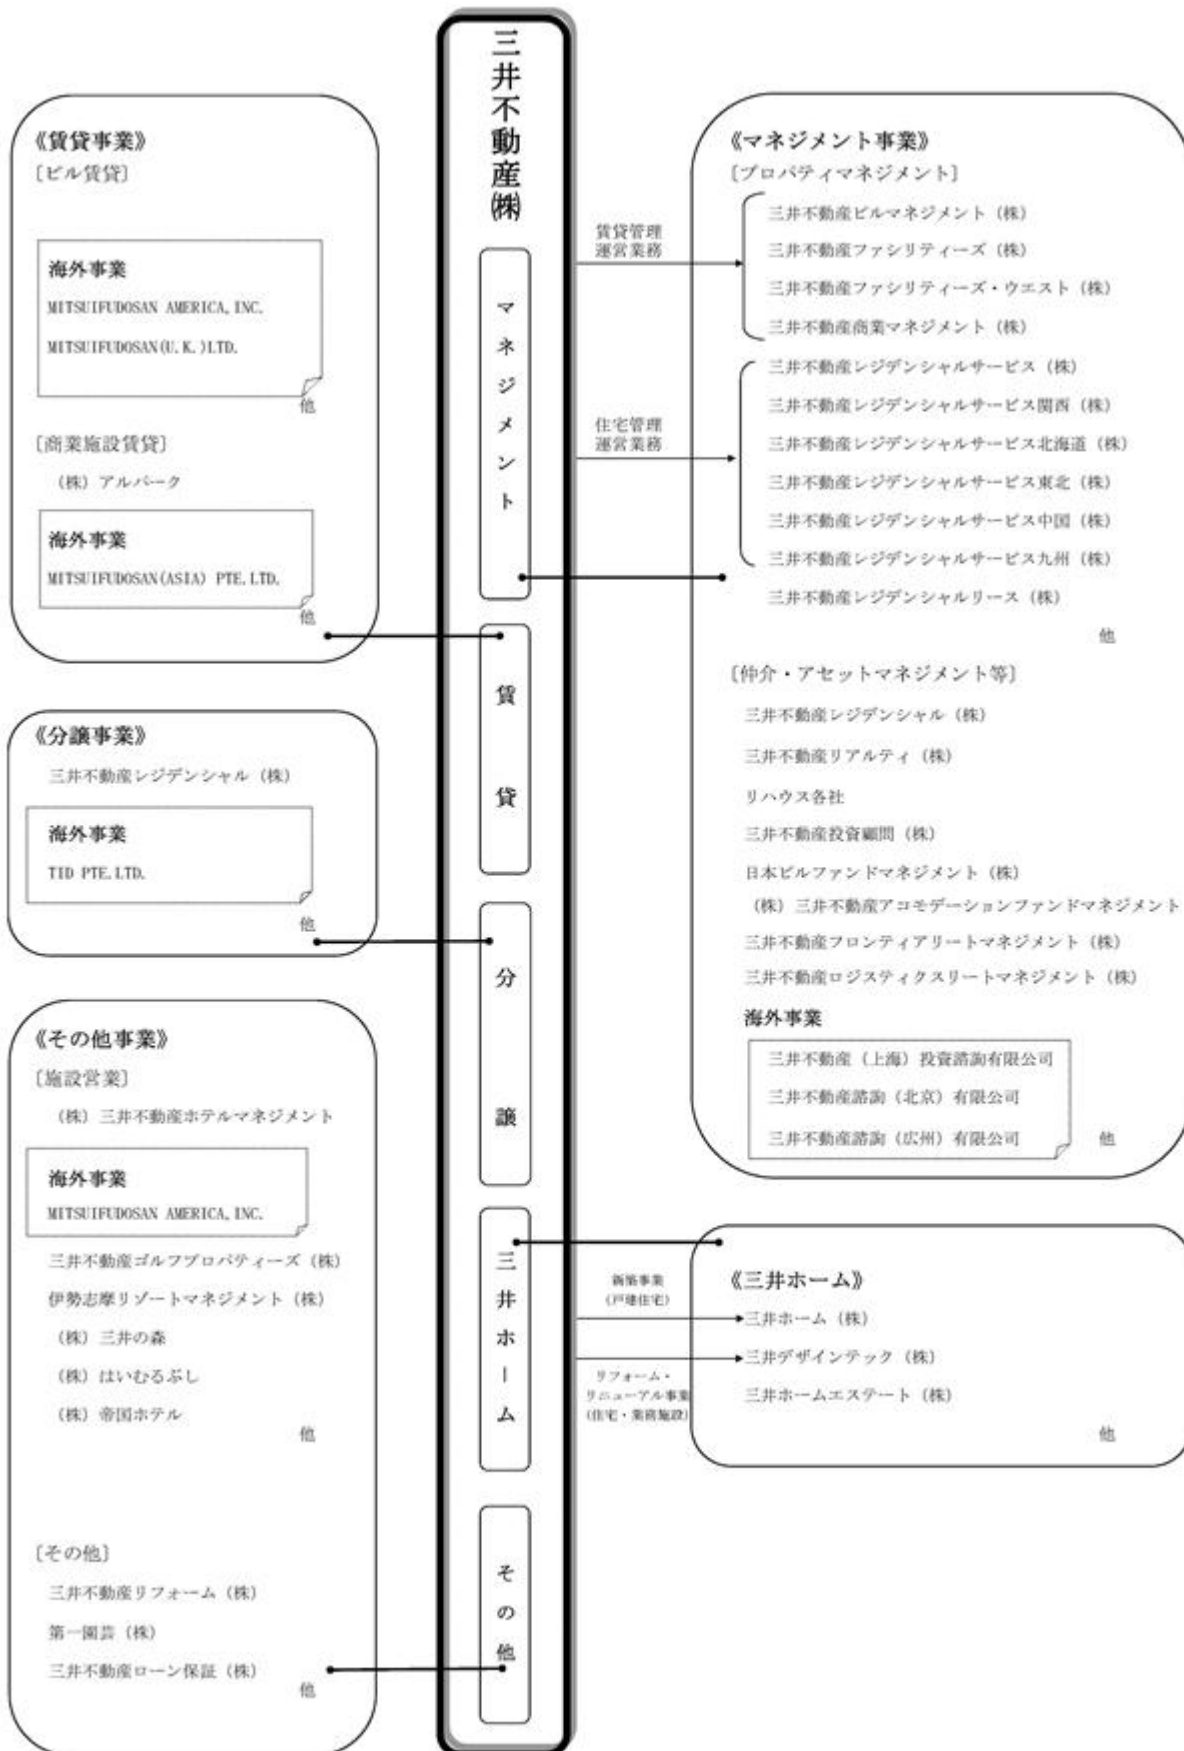 三井不動産㈱
《賃貸事業》
〔ビル賃貸〕
海外事業
MITSUIFUDOSAN AMERICA, INC.
MITSUIFUDOSAN(U.K.)LTD.
他
〔商業施設賃貸〕
(株)アルパーク
海外事業
MITSUIFUDOSAN(ASIA) PTE.LTD.
他
《分譲事業》
三井不動産レジデンシャル(株)
海外事業
TID PTE.LTD.
他
《その他事業》
〔施設営業〕
(株)三井不動産ホテルマネジメント
海外事業
MITSUIFUDOSAN AMERICA, INC.
三井不動産ゴルフプロパティーズ(株)
伊勢志摩リゾートマネジメント(株)
(株)三井の森
(株)はいむるぶし
(株)帝国ホテル
他
〔その他〕
三井不動産リフォーム(株)
第一園芸(株)
三井不動産ローン保証(株)
他
マネジメント
賃貸
分譲
三井ホーム
その他
賃貸管理
運営業務
住宅管理
運営業務
新築事業
(戸建住宅)
リフォーム・
リニューアル事業
(住宅・業務施設)
《マネジメント事業》
〔プロパティマネジメント〕
三井不動産ビルマネジメント(株)
三井不動産ファシリティーズ(株)
三井不動産ファシリティーズ・ウエスト(株)
三井不動産商業マネジメント(株)
三井不動産レジデンシャルサービス(株)
三井不動産レジデンシャルサービス関西(株)
三井不動産レジデンシャルサービス北海道(株)
三井不動産レジデンシャルサービス東北(株)
三井不動産レジデンシャルサービス中国(株)
三井不動産レジデンシャルサービス九州(株)
三井不動産レジデンシャルリース(株)
他
〔仲介・アセットマネジメント等〕
三井不動産レジデンシャル(株)
三井不動産リアルティ(株)
リハウス各社
三井不動産投資顧問(株)
日本ビルファンドマネジメント(株)
(株)三井不動産アコモデーションファンドマネジメント
三井不動産フロンティアリートマネジメント(株)
三井不動産ロジスティクスリートマネジメント(株)
海外事業
三井不動産(上海)投資諮詢有限公司
三井不動産諮詢(北京)有限公司
三井不動産諮詢(広州)有限公司
他
《三井ホーム》
三井ホーム(株)
三井デザインテック(株)
三井ホームエステート(株)
他